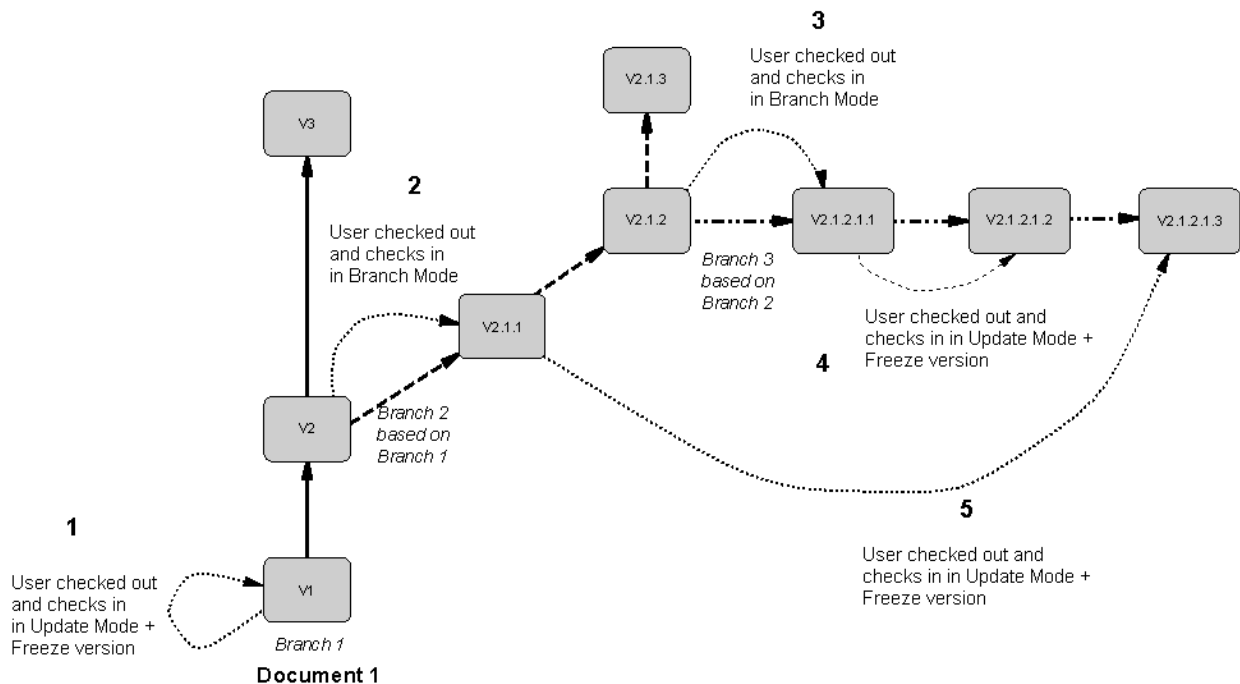 3
User checked out
and checks in
in Branch Mode
V2.1.3
V3
2
User checked out
and checks in
in Branch Mode
V2.1.2
V2.1.2.1.1
V2.1.2.1.2
V2.1.2.1.3
Branch 3
based on
Branch 2
V2.1.1
User checked out and
checks in in Update Mode +
Freeze version
4
V2
Branch 2
based on
Branch 1
1
User checked out
and checks in
in Update Mode +
Freeze version
V1
Branch 1
Document 1
5
User checked out and
checks in in Update Mode +
Freeze version